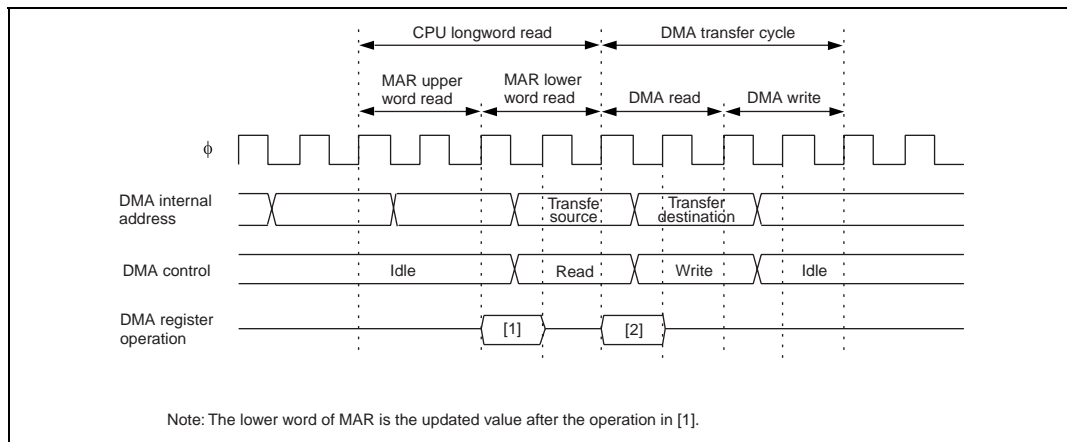 CPU longword read
DMA transfer cycle
MAR upper
word read
MAR lower
word read
DMA read
DMA write
ϕ
DMA internal
address
Transfe
source
Transfer
destination
DMA control
Idle
Read
Write
Idle
DMA register
operation
[1]
[2]
Note: The lower word of MAR is the updated value after the operation in [1].